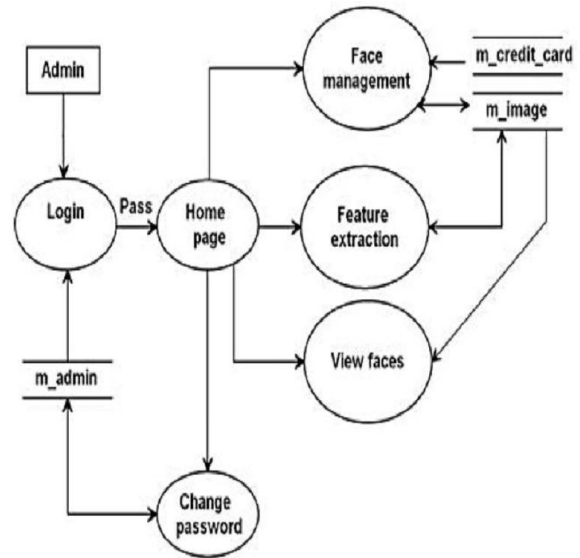 Admin
Login
Pass
Home
page
Face
management
m_credit_card
m_image
Feature
extraction
View faces
m_admin
Change
password